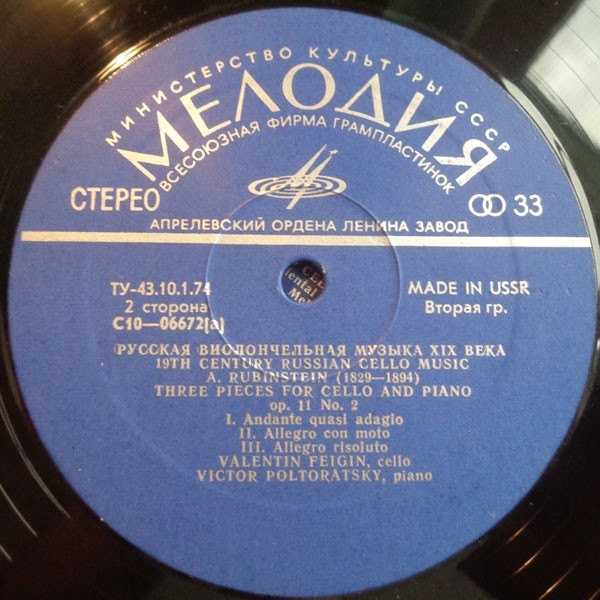 МИНИСТЕРСТВО КУЛЬТУРЫ СССР
МЕЛОДИЯ
ВСЕСОЮЗНАЯ ФИРМА ГРАМПЛАСТИНОК
СТЕРЕО
33
АПРЕЛЕВСКИЙ ОРДЕНА ЛЕНИНА ЗАВОД
ТУ-43.10.1.74
MADE IN USSR
2 сторона
Вторая гр.
С10—06672(а)
РУССКАЯ ВИОЛОНЧЕЛЬНАЯ МУЗЫКА XIX ВЕКА
19TH CENTURY RUSSIAN CELLO MUSIC
A. RUBINSTEIN (1829—1894)
THREE PIECES FOR CELLO AND PIANO
op. 11 No. 2
I. Andante quasi adagio
II. Allegro con moto
III. Allegro risoluto
VALENTIN FEIGIN, cello
VICTOR POLTORATSKY, piano